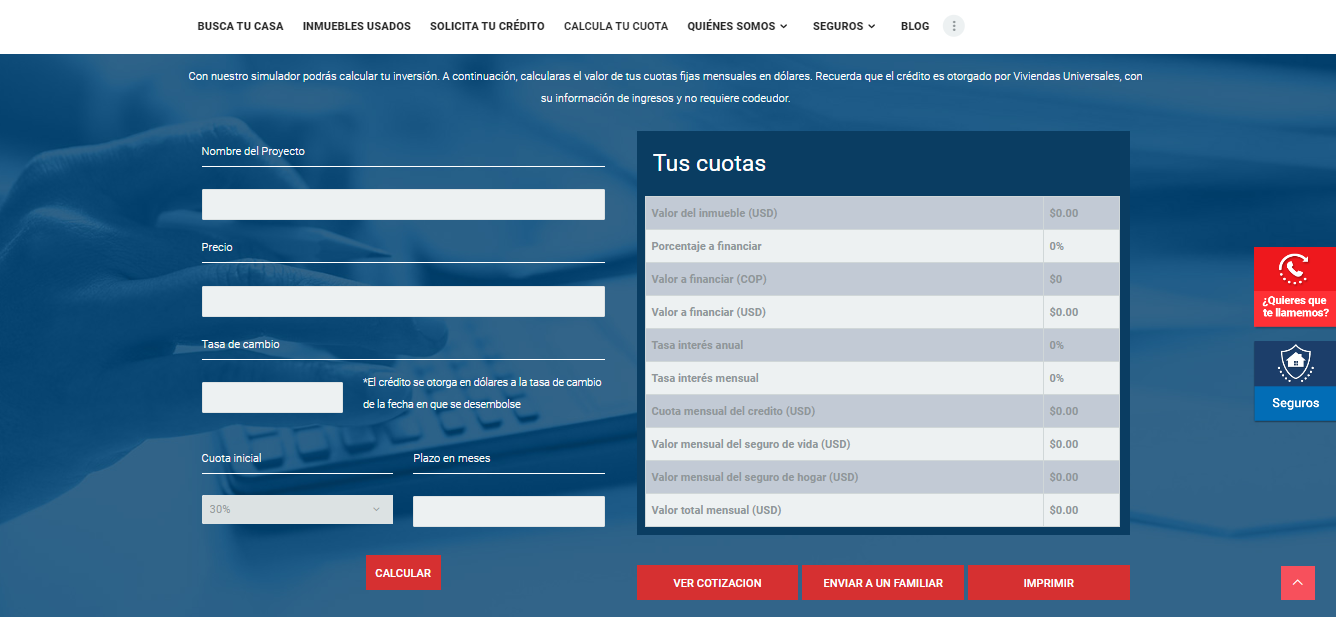 BUSCA TU CASA INMUEBLES USADOS SOLICITA TU CRÉDITO CALCULA TU CUOTA QUIÉNES SOMOS SEGUROS BLOG
Con nuestro simulador podrás calcular tu inversión. A continuación, calcularas el valor de tus cuotas fijas mensuales en dólares. Recuerda que el crédito es otorgado por Viviendas Universales, con
su información de ingresos y no requiere codeudor.
Nombre del Proyecto
Precio
Tasa de cambio
*El crédito se otorga en dólares a la tasa de cambio
de la fecha en que se desembolse
Cuota inicial Plazo en meses
30%
CALCULAR
Tus cuotas
Valor del inmueble (USD) $0.00
Porcentaje a financiar 0%
Valor a financiar (COP) $0
Valor a financiar (USD) $0.00
Tasa interés anual 0%
Tasa interés mensual 0%
Cuota mensual del credito (USD) $0.00
Valor mensual del seguro de vida (USD) $0.00
Valor mensual del seguro de hogar (USD) $0.00
Valor total mensual (USD) $0.00
VER COTIZACION ENVIAR A UN FAMILIAR IMPRIMIR
¿Quieres que
te llamemos?
Seguros